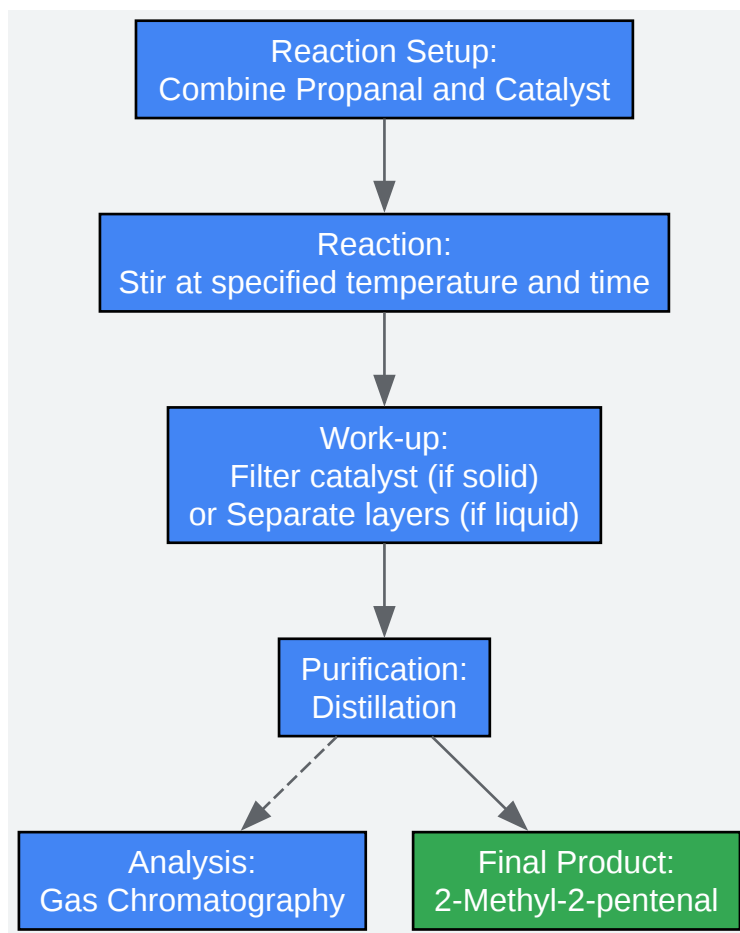 Reaction Setup:
Combine Propanal and Catalyst
Reaction:
Stir at specified temperature and time
Work-up:
Filter catalyst (if solid)
or Separate layers (if liquid)
Purification:
Distillation
Analysis:
Gas Chromatography
Final Product:
2-Methyl-2-pentenal